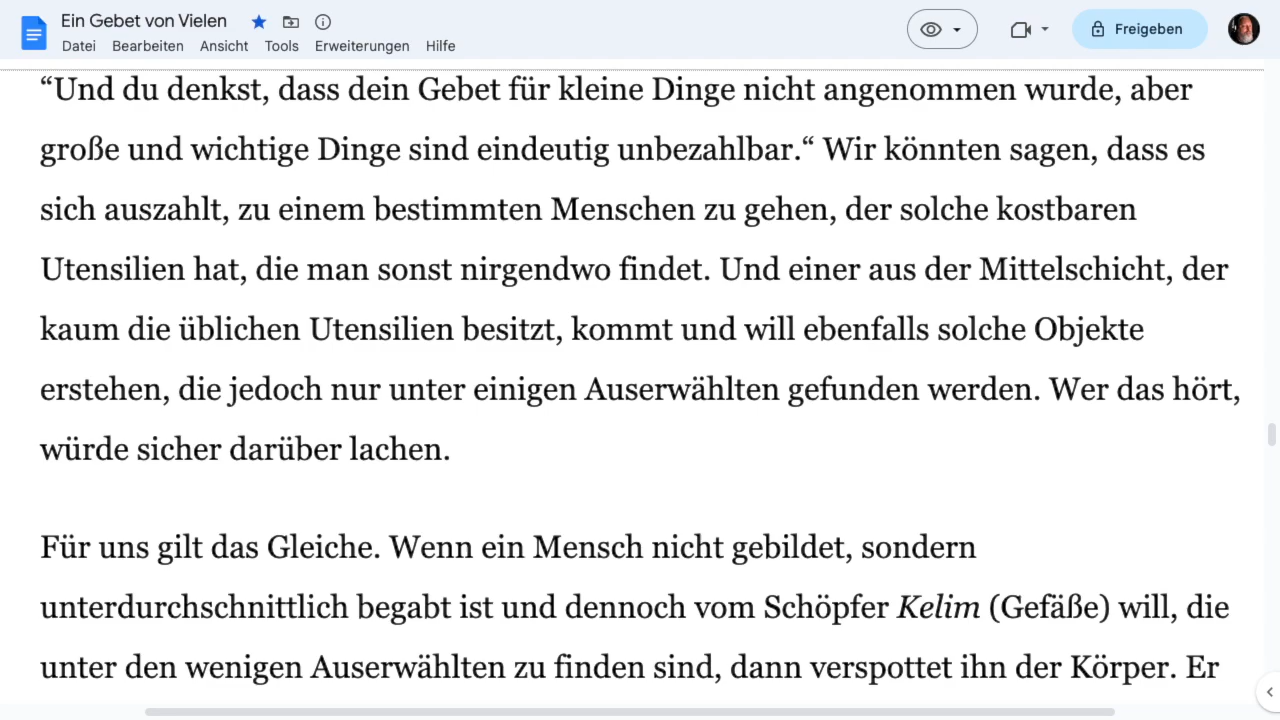 Ein Gebet von Vielen
Datei Bearbeiten Ansicht Tools Erweiterungen Hilfe
Freigeben
“Und du denkst, dass dein Gebet für kleine Dinge nicht angenommen wurde, aber
große und wichtige Dinge sind eindeutig unbezahlbar.“ Wir könnten sagen, dass es
sich auszahlt, zu einem bestimmten Menschen zu gehen, der solche kostbaren
Utensilien hat, die man sonst nirgendwo findet. Und einer aus der Mittelschicht, der
kaum die üblichen Utensilien besitzt, kommt und will ebenfalls solche Objekte
erstehen, die jedoch nur unter einigen Auserwählten gefunden werden. Wer das hört,
würde sicher darüber lachen.
Für uns gilt das Gleiche. Wenn ein Mensch nicht gebildet, sondern
unterdurchschnittlich begabt ist und dennoch vom Schöpfer Kelim (Gefäße) will, die
unter den wenigen Auserwählten zu finden sind, dann verspottet ihn der Körper. Er